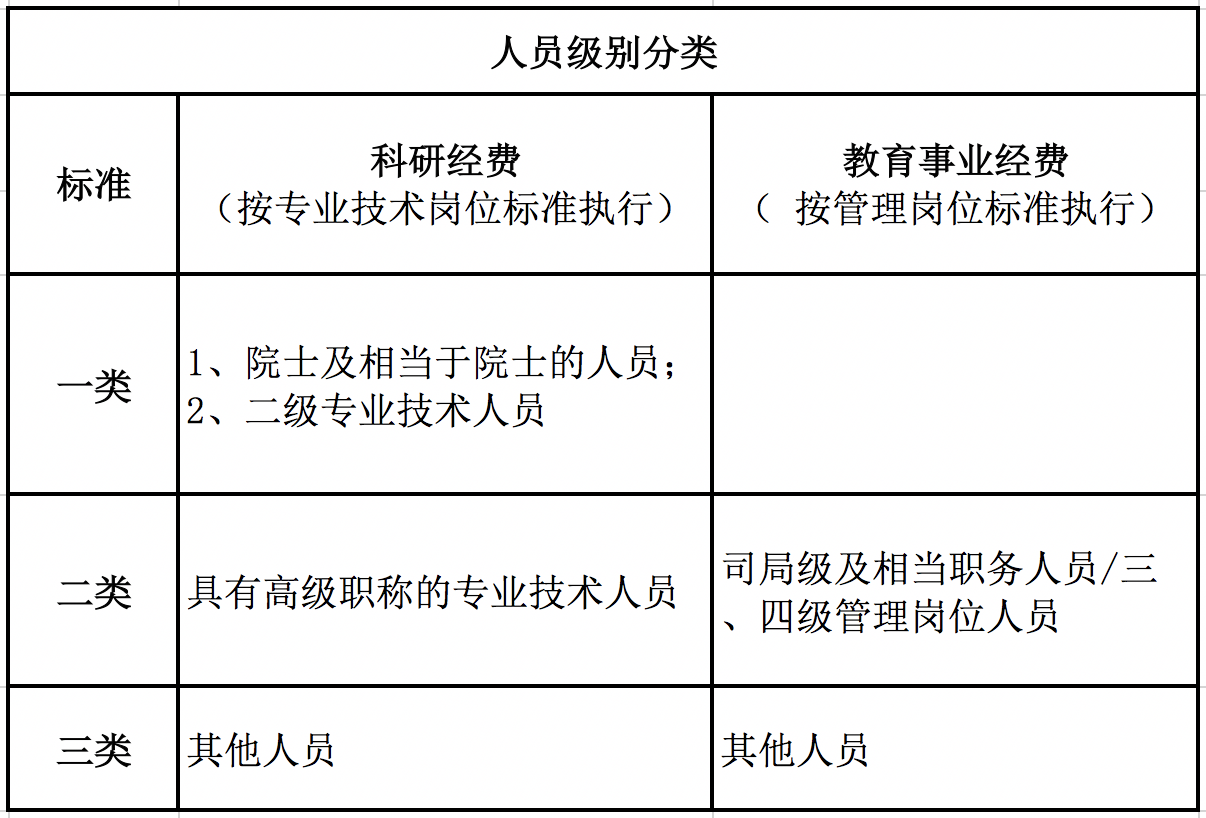 人员级别分类
标准
科研经费
（按专业技术岗位标准执行）
教育事业经费
（ 按管理岗位标准执行）
一类
1、院士及相当于院士的人员；
2、二级专业技术人员
二类
具有高级职称的专业技术人员
司局级及相当职务人员/三
、四级管理岗位人员
三类
其他人员
其他人员